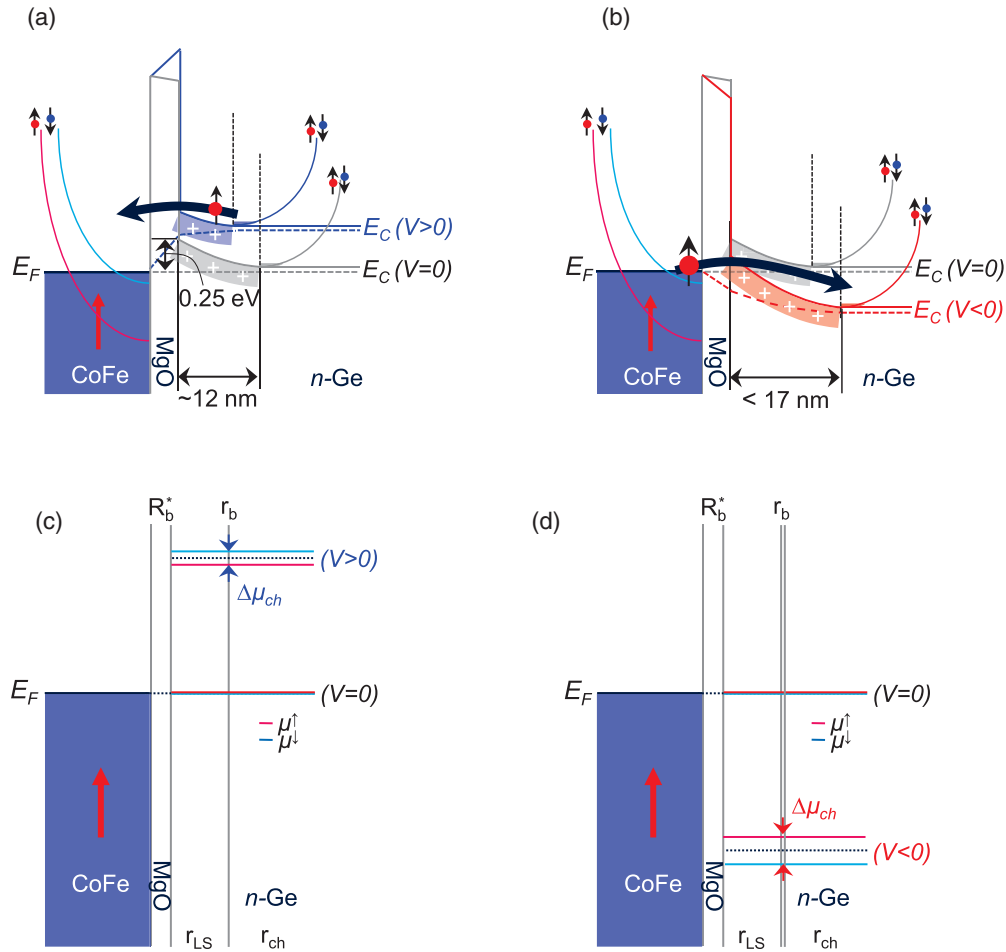 (a)
E_C (V>0)
E_F
E_C (V=0)
0.25 eV
CoFe
MgO
n-Ge
~12 nm
(b)
E_F
E_C (V=0)
E_C (V<0)
CoFe
MgO
n-Ge
< 17 nm
(c)
R_b^* r_b
(V>0)
Δμ_ch
E_F
(V=0)
μ↑
μ↓
CoFe
MgO
n-Ge
r_LS r_ch
(d)
R_b^* r_b
E_F
(V=0)
μ↑
μ↓
Δμ_ch
(V<0)
CoFe
MgO
n-Ge
r_LS r_ch